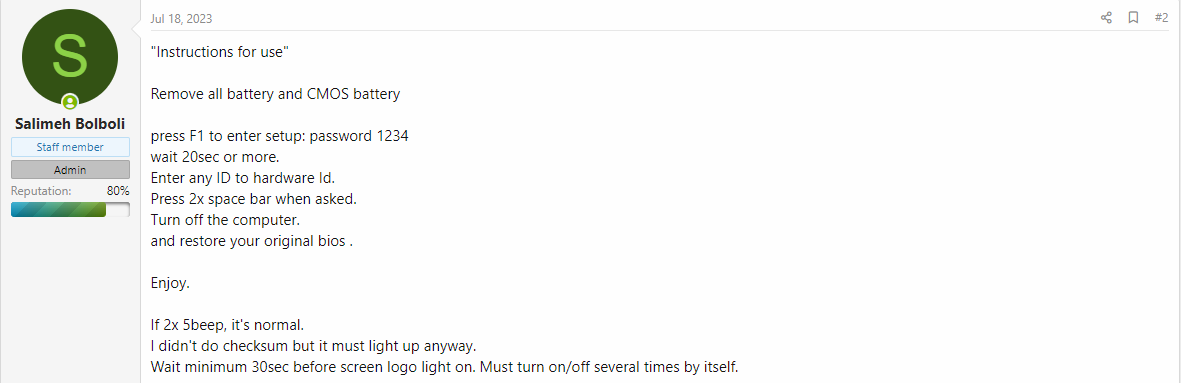 S
Jul 18, 2023
#2
"Instructions for use"
Remove all battery and CMOS battery
Salimeh Bolboli
Staff member
Admin
Reputation: 80%
press F1 to enter setup: password 1234
wait 20sec or more.
Enter any ID to hardware Id.
Press 2x space bar when asked.
Turn off the computer.
and restore your original bios .
Enjoy.
If 2x 5beep, it's normal.
I didn't do checksum but it must light up anyway.
Wait minimum 30sec before screen logo light on. Must turn on/off several times by itself.